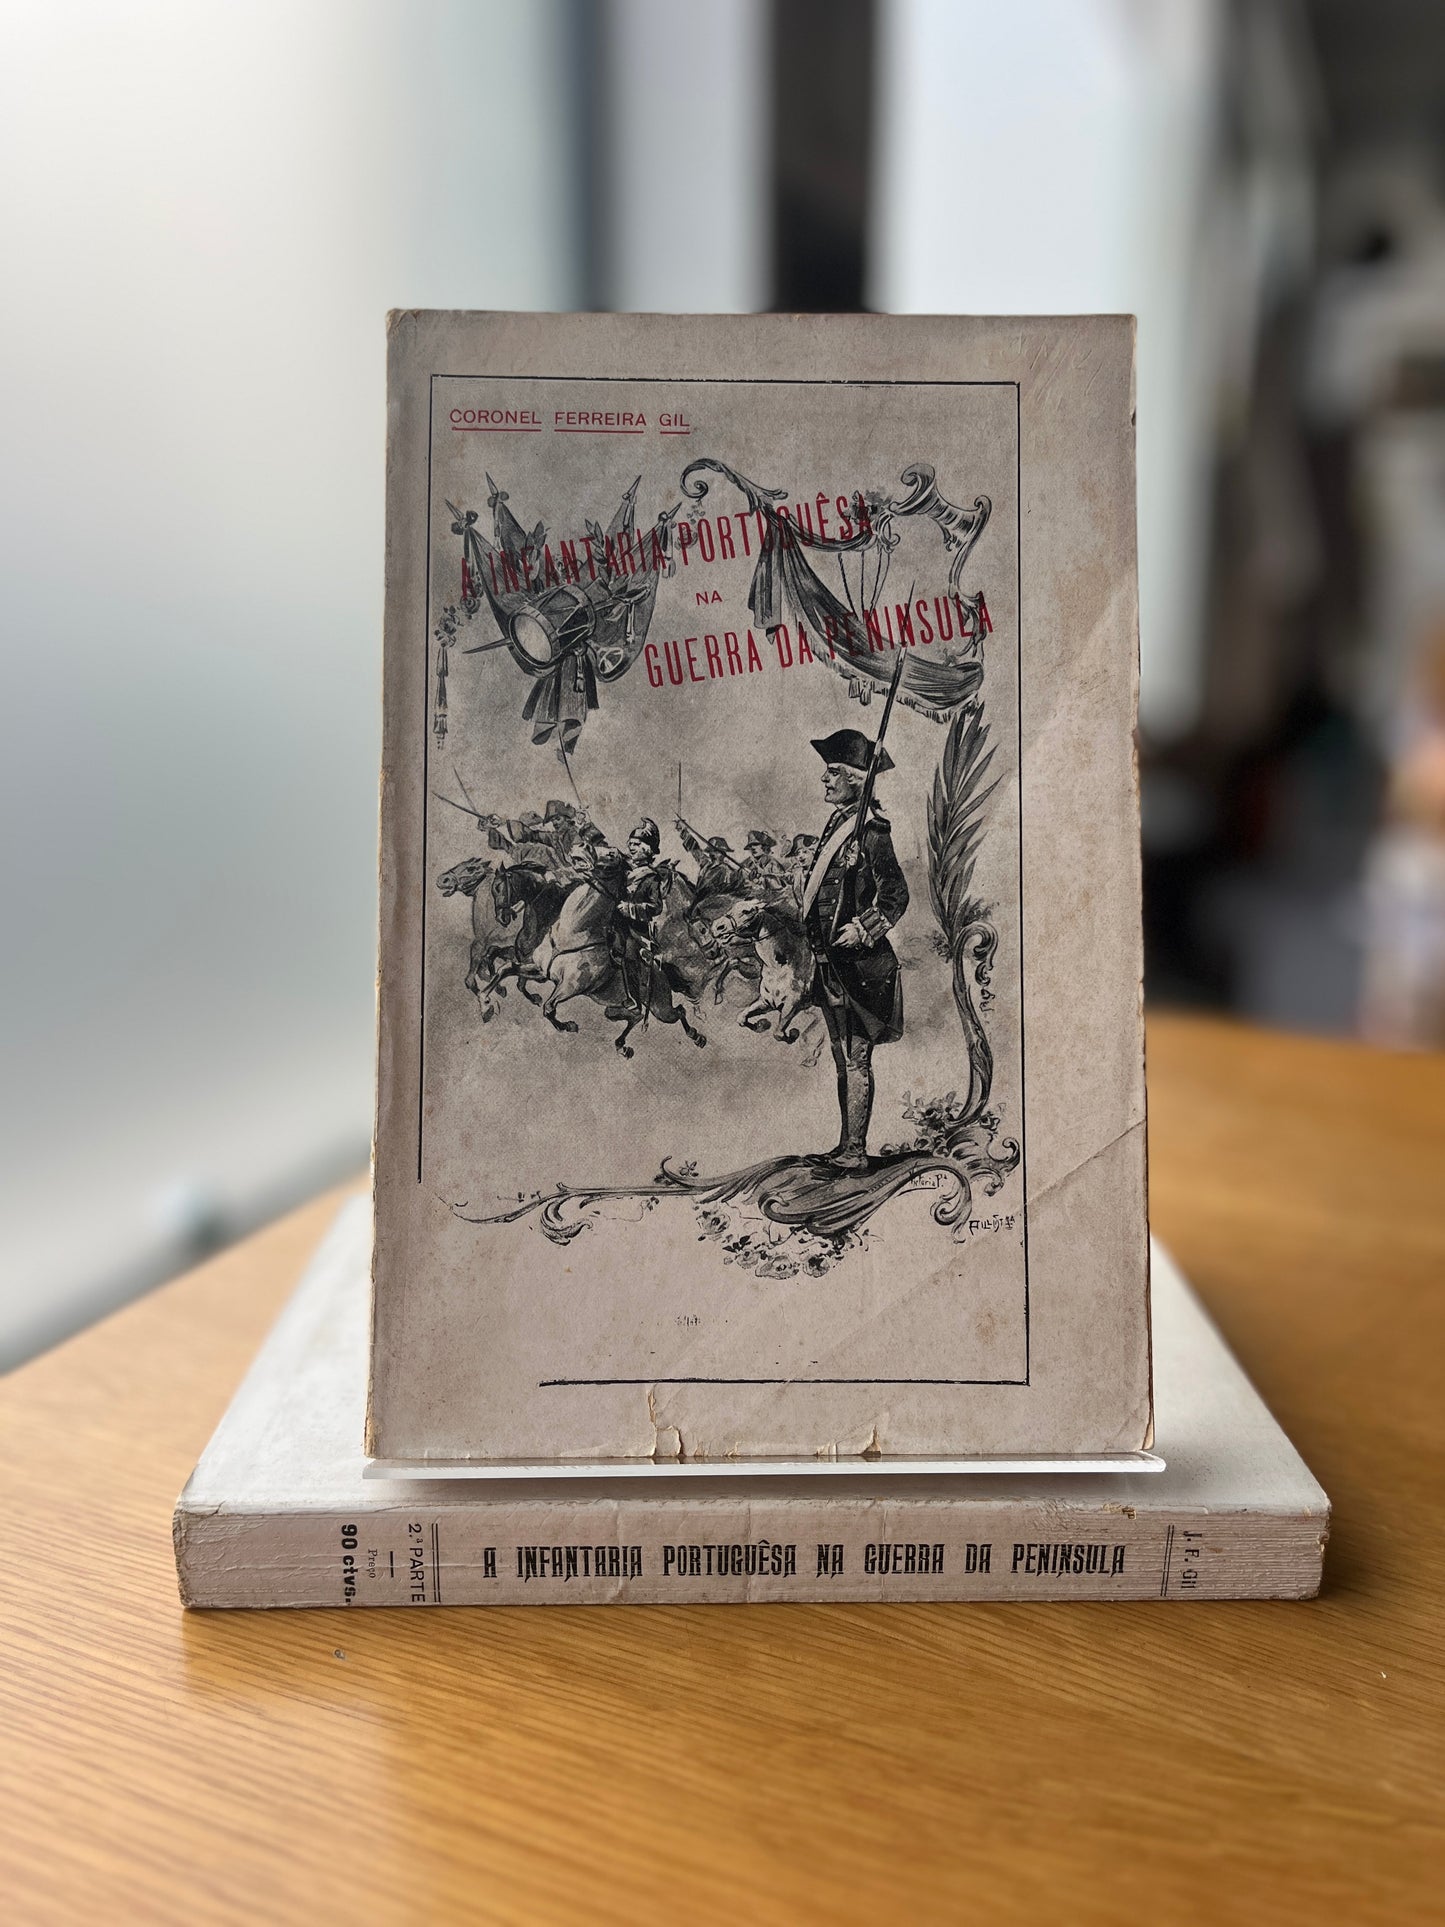 CORONEL FERREIRA GIL
A INFANTARIA PORTUGUÊSA
NA
GUERRA DA PENINSULA
A INFANTARIA PORTUGUÊSA NA GUERRA DA PENINSULA
J. F. Gil
2.ª PARTE
Preço
90 ctvs.